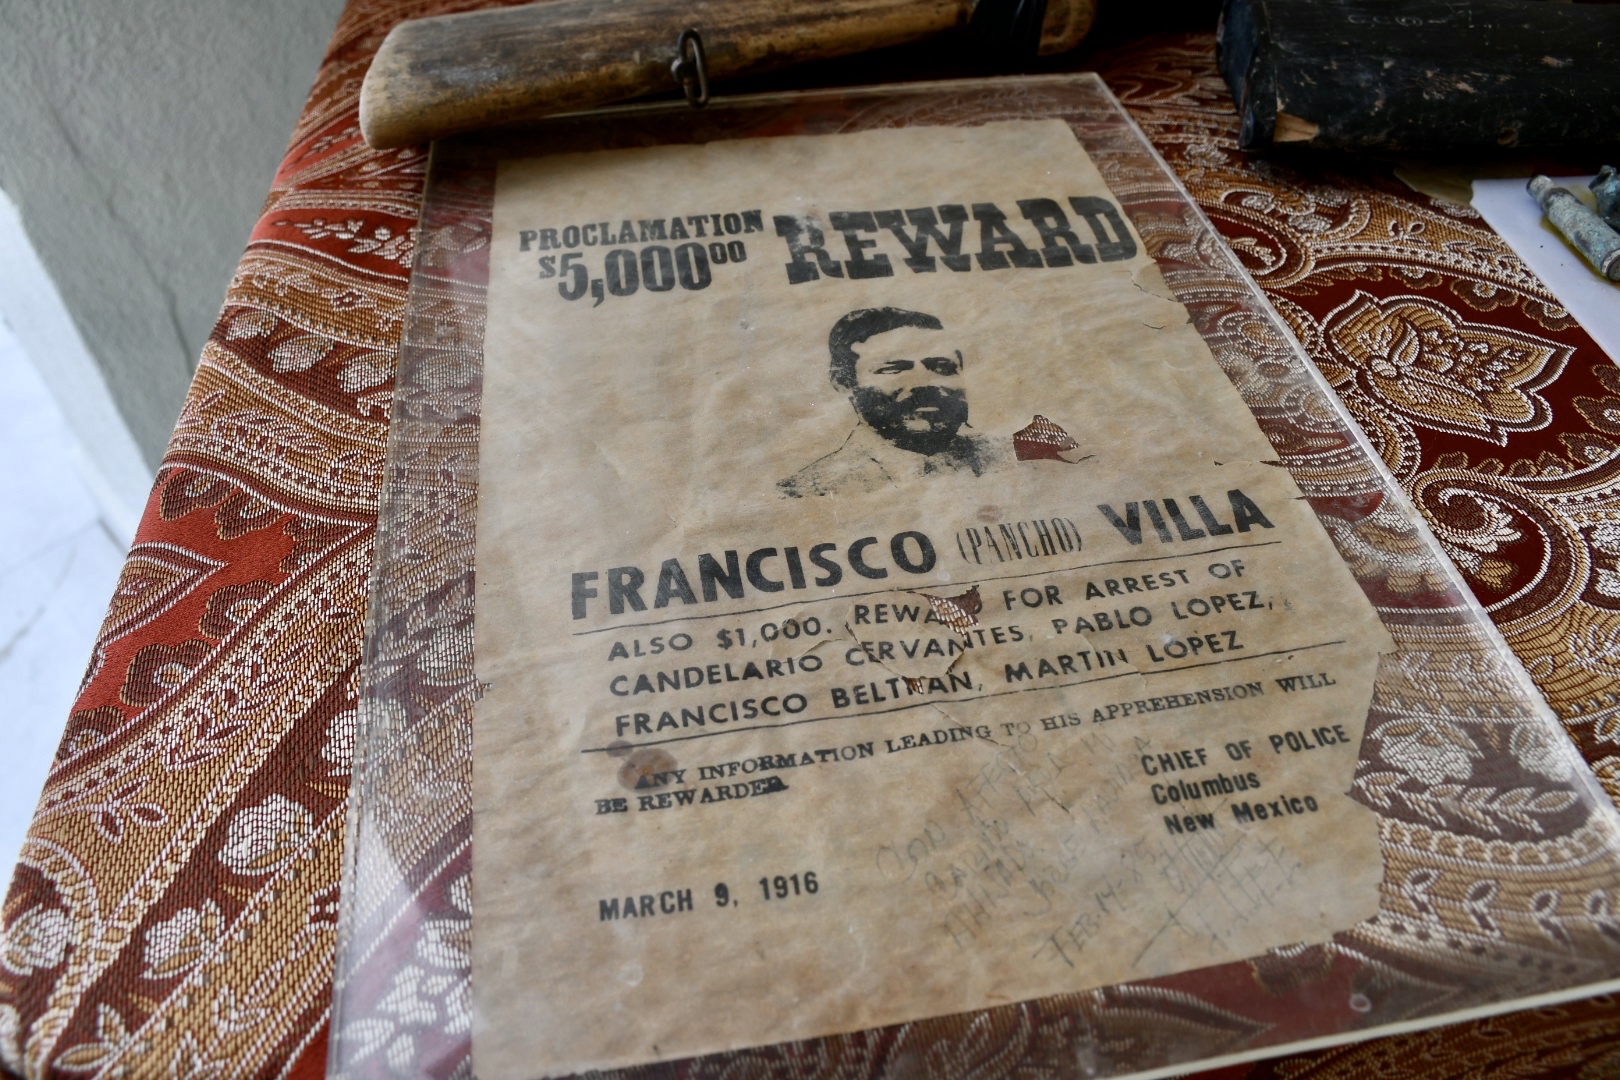 PROCLAMATION
$5,000.00 REWARD
FRANCISCO (PANCHO) VILLA
ALSO $1,000. REWARD FOR ARREST OF
CANDELARIO CERVANTES, PABLO LOPEZ,
FRANCISCO BELTRAN, MARTIN LOPEZ
ANY INFORMATION LEADING TO HIS APPREHENSION WILL
BE REWARDED
CHIEF OF POLICE
Columbus
New Mexico
MARCH 9, 1916